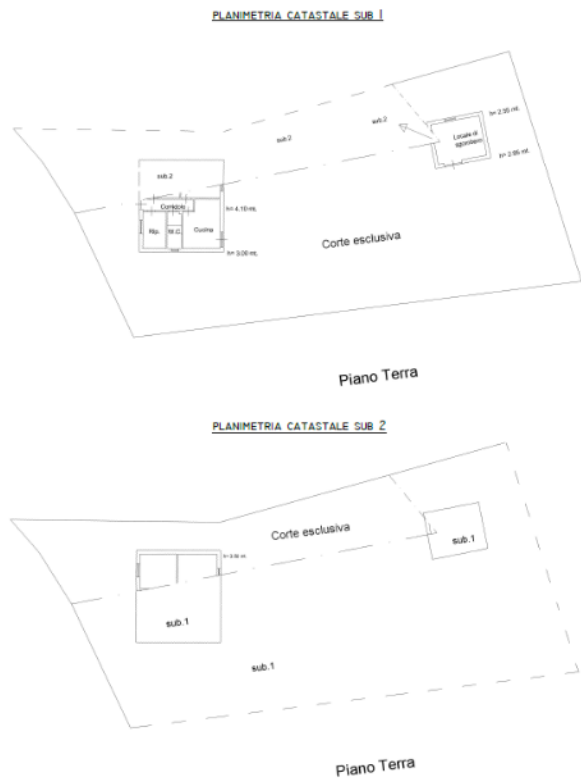 PLANIMETRIA CATASTALE SUB 1
h= 2.35 mt.
sub.2
sub.2
Locale di
sgombero
h= 2.65 mt.
sub.2
Corridoio
h= 4.10 mt.
Rip.
W.C.
Cucina
Corte esclusiva
h= 3.00 mt.
Piano Terra
PLANIMETRIA CATASTALE SUB 2
Corte esclusiva
sub.1
sub.1
sub.1
Piano Terra